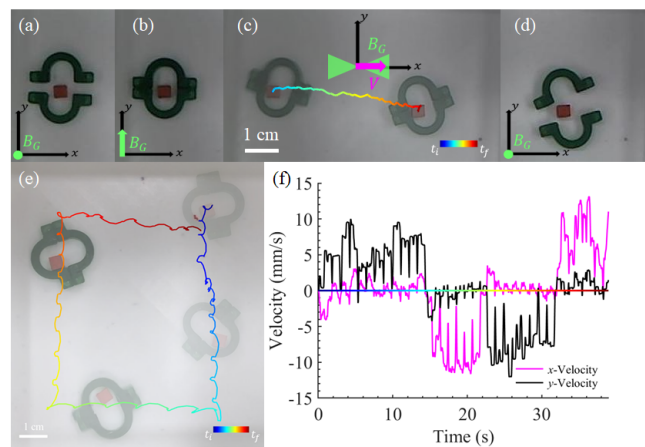 (a)
y
B_G
x
(b)
y
B_G
x
(c)
y
B_G
x
V
1 cm
t_i
t_f
(d)
y
B_G
x
(e)
1 cm
t_i
t_f
(f)
15
10
5
0
-5
-10
-15
Velocity (mm/s)
x-Velocity
y-Velocity
0
10
20
30
Time (s)